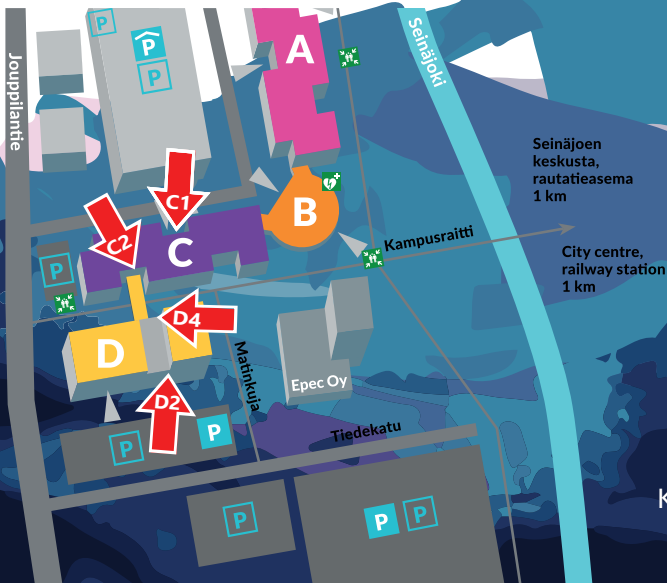 P
P
P
A
Jouppilantie
Seinäjoki
Seinäjoen
keskusta,
rautatieasema
1 km
C1
B
C2
C
Kampusraitti
City centre,
railway station
1 km
P
D4
D
Matinkuja
Epec Oy
D2
P
P
Tiedekatu
K
P
P
P